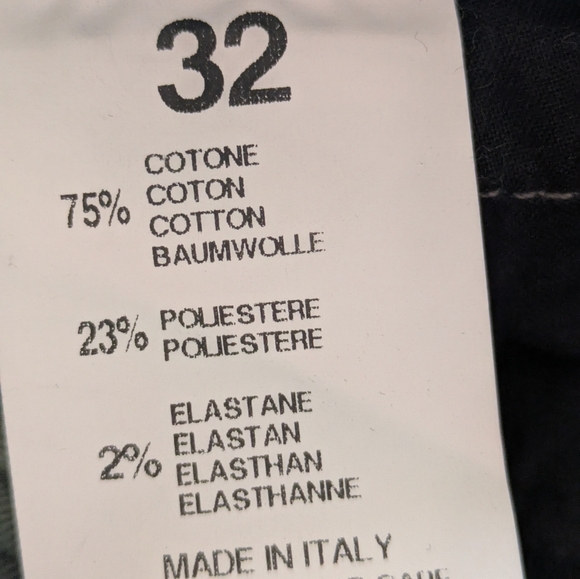 32
COTONE
75% COTON
COTTON
BAUMWOLLE
23% POLIESTERE
POLIESTERE
ELASTANE
2% ELASTAN
ELASTHAN
ELASTHANNE
MADE IN ITALY